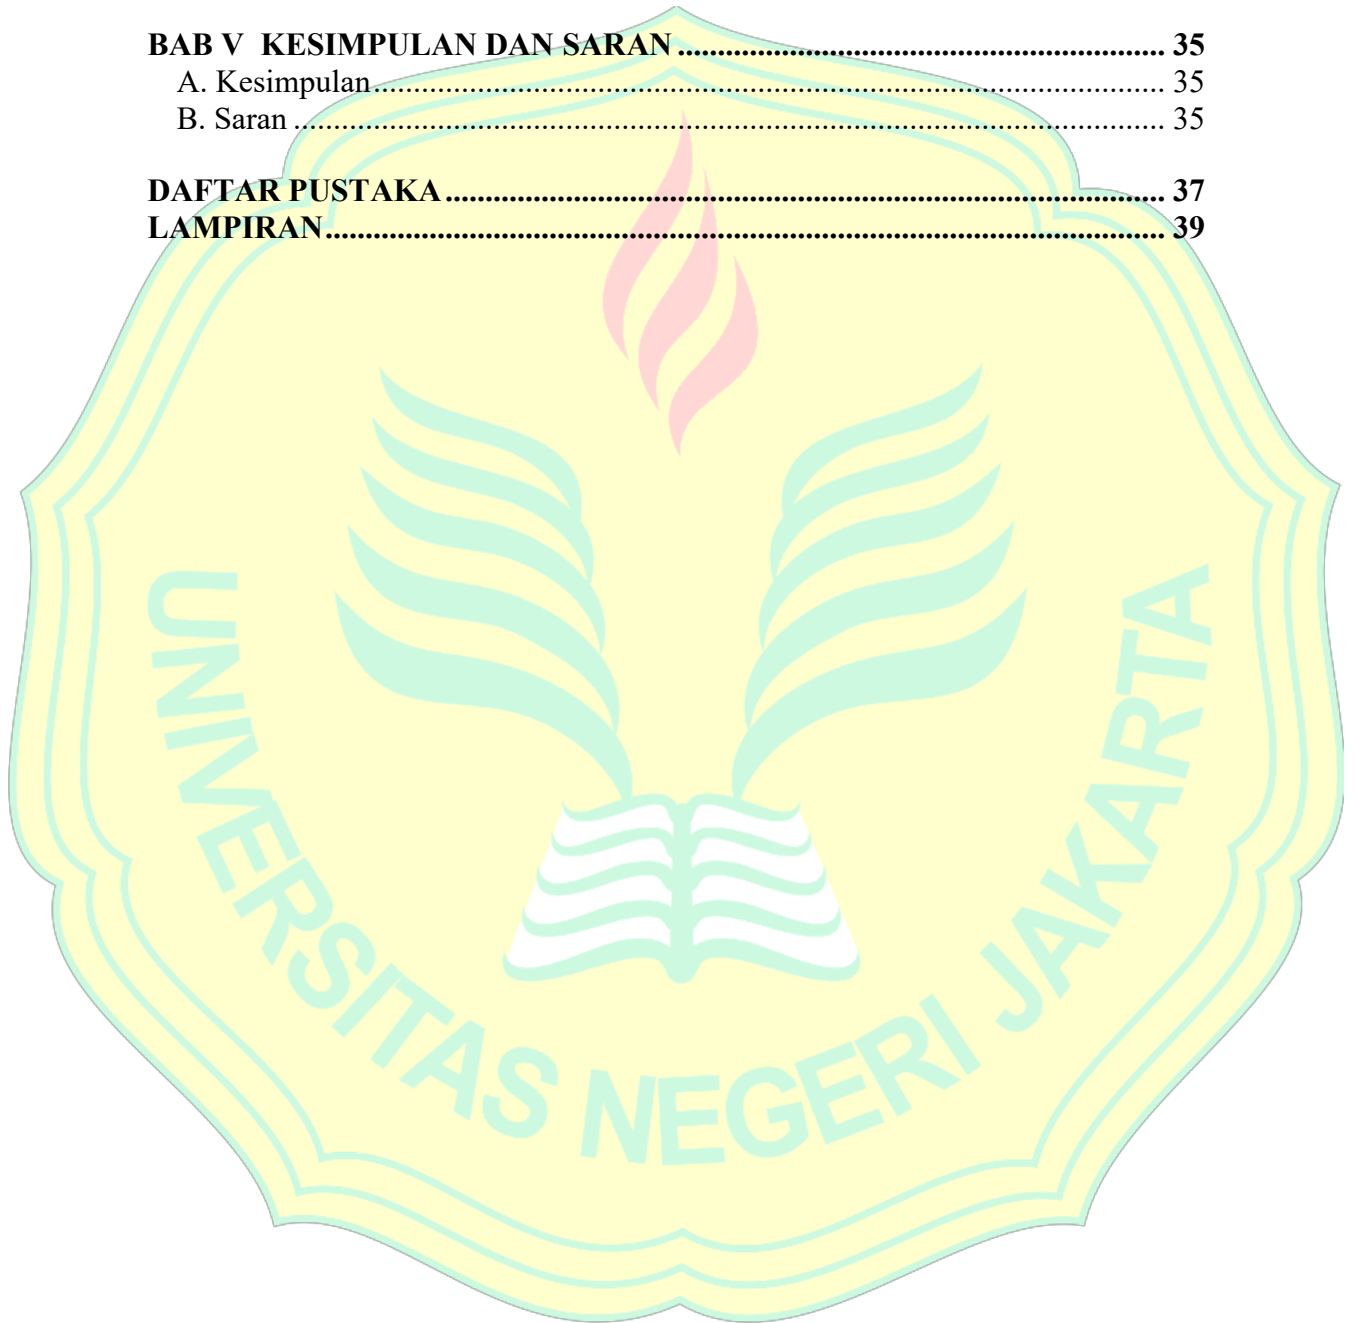 BAB V  KESIMPULAN DAN SARAN ............................................................. 35
A. Kesimpulan................................................................................................... 35
B. Saran ............................................................................................................. 35
DAFTAR PUSTAKA .......................................................................................... 37
LAMPIRAN......................................................................................................... 39
UNIVERSITAS NEGERI JAKARTA